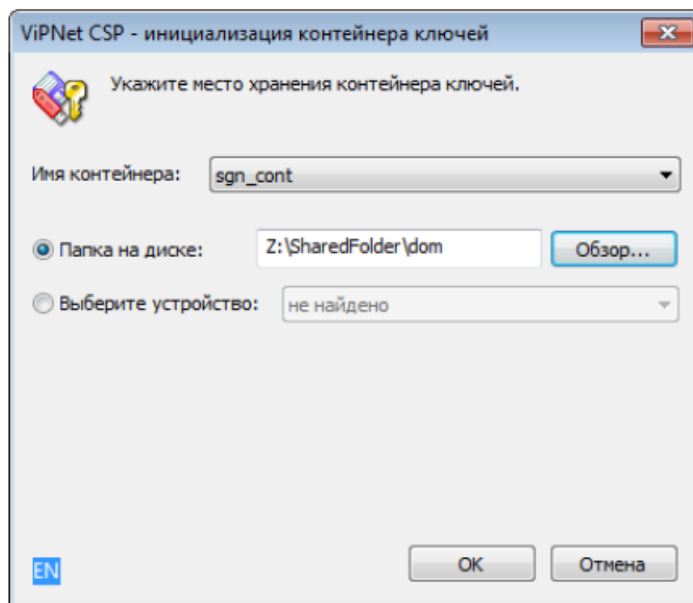 ViPNet CSP - инициализация контейнера ключей
Укажите место хранения контейнера ключей.
Имя контейнера: sgn_cont
Папка на диске: Z:\SharedFolder\dom Обзор...
Выберите устройство: не найдено
EN OK Отмена